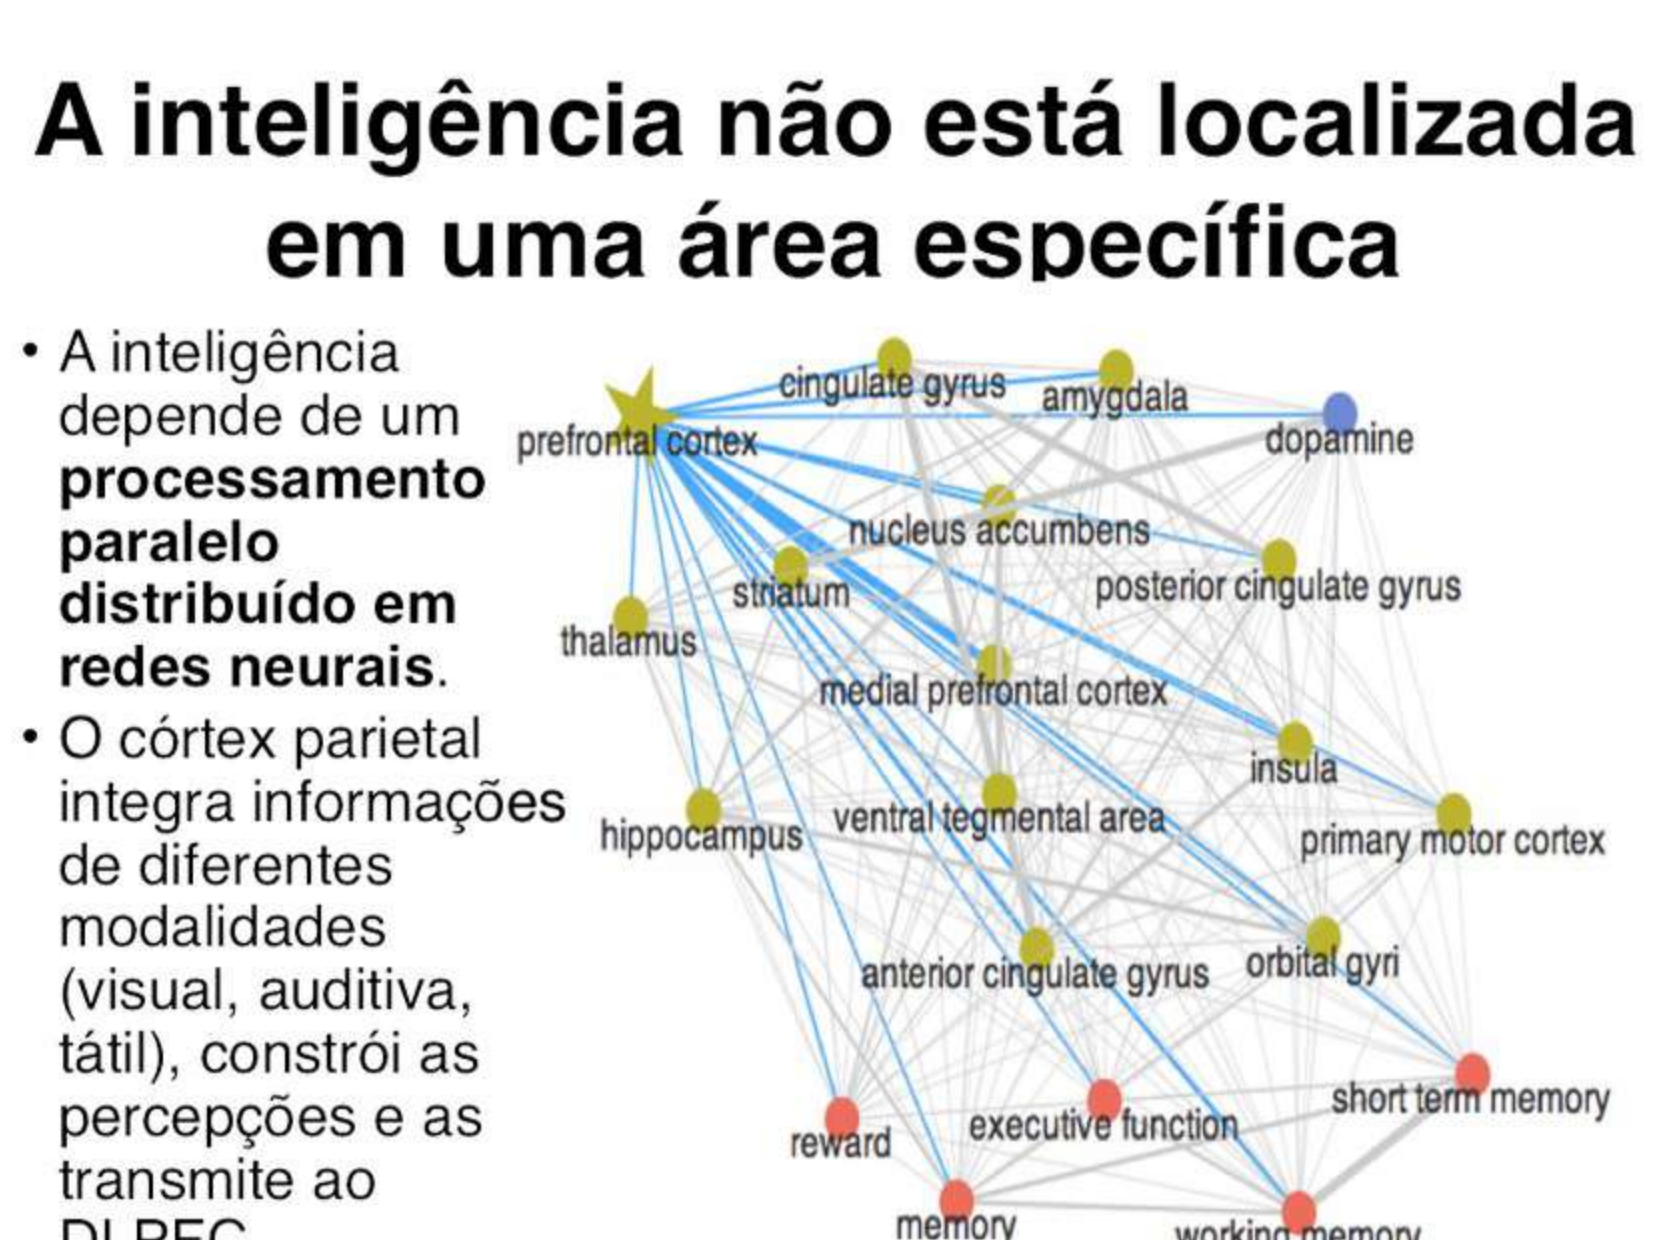 A inteligência não está localizada
em uma área específica
• A inteligência
depende de um
processamento
paralelo
distribuído em
redes neurais.
• O córtex parietal
integra informações
de diferentes
modalidades
(visual, auditiva,
tátil), constrói as
percepções e as
transmite ao
cingulate gyrus
amygdala
prefrontal cortex
dopamine
nucleus accumbens
striatum
posterior cingulate gyrus
thalamus
medial prefrontal cortex
insula
hippocampus
ventral tegmental area
primary motor cortex
anterior cingulate gyrus
orbital gyri
short term memory
executive function
reward
memory
working memory